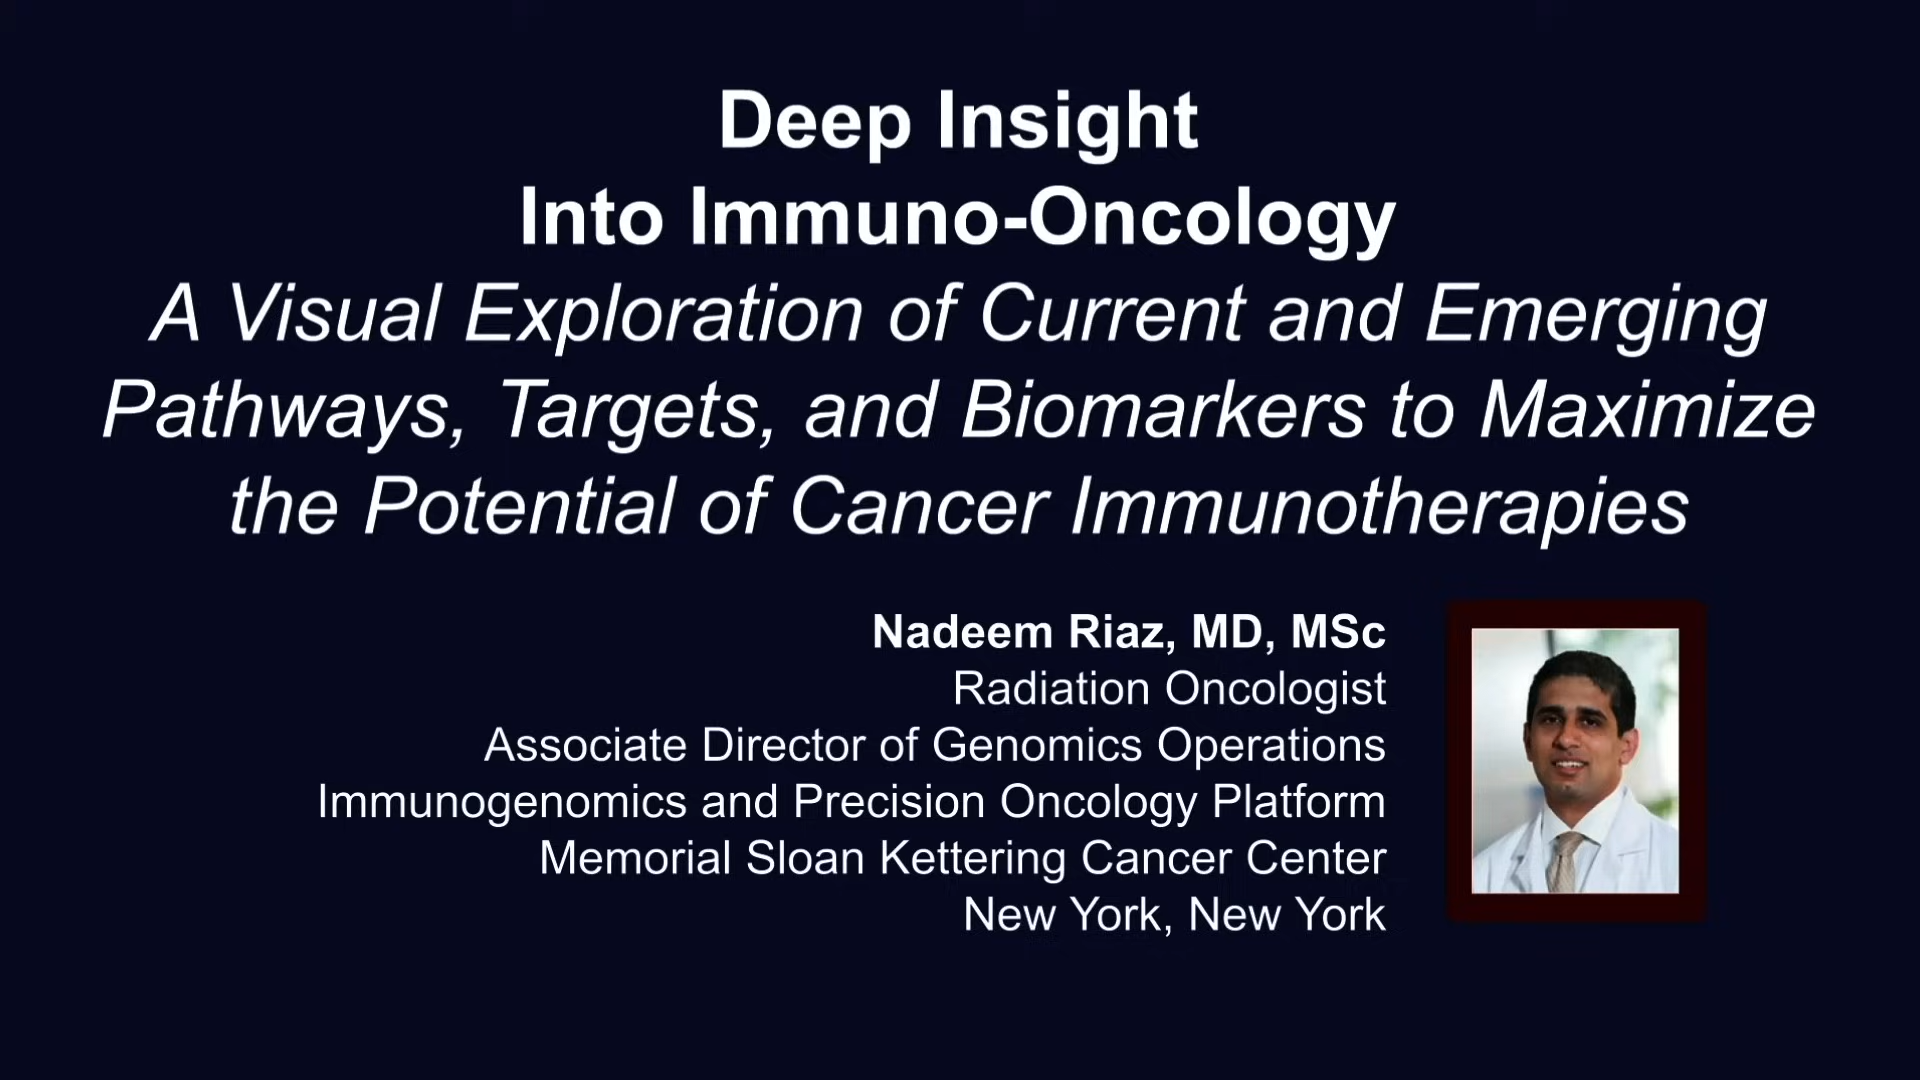 Deep Insight
Into Immuno-Oncology
A Visual Exploration of Current and Emerging
Pathways, Targets, and Biomarkers to Maximize
the Potential of Cancer Immunotherapies
Nadeem Riaz, MD, MSc
Radiation Oncologist
Associate Director of Genomics Operations
Immunogenomics and Precision Oncology Platform
Memorial Sloan Kettering Cancer Center
New York, New York